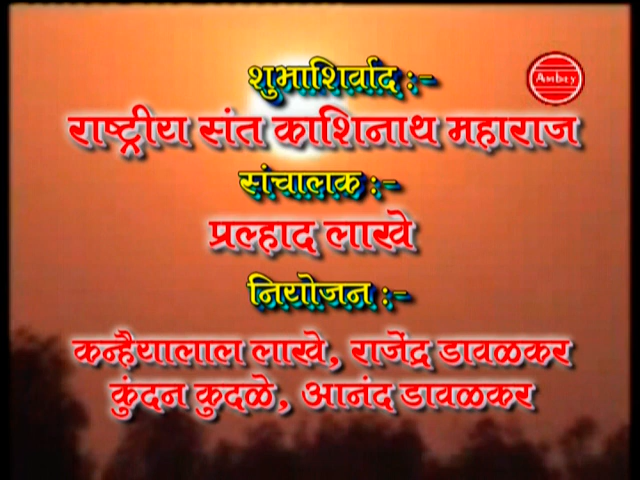 शुभाशिर्वाद :-
Ambey
राष्ट्रीय संत काशिनाथ महाराज
संचालक :-
प्रल्हाद लाखे
नियोजन :-
कन्हैयालाल लाखे, राजेंद्र डावळकर
कुंदन कुदळे, आनंद डावळकर